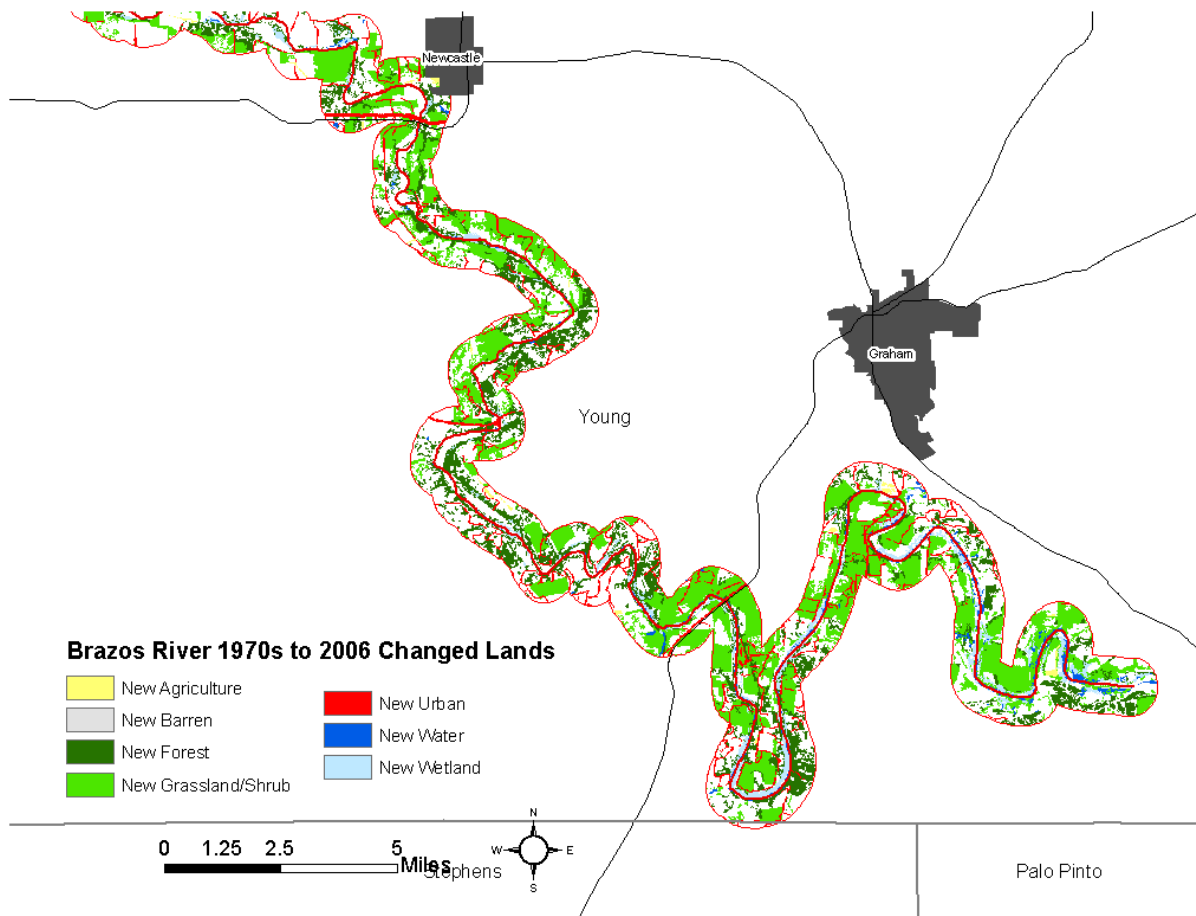 Newcastle
Graham
Young
Brazos River 1970s to 2006 Changed Lands
New Agriculture
New Barren
New Forest
New Grassland/Shrub
New Urban
New Water
New Wetland
N
W E
S
0 1.25 2.5 5
Miles
Stephens
Palo Pinto